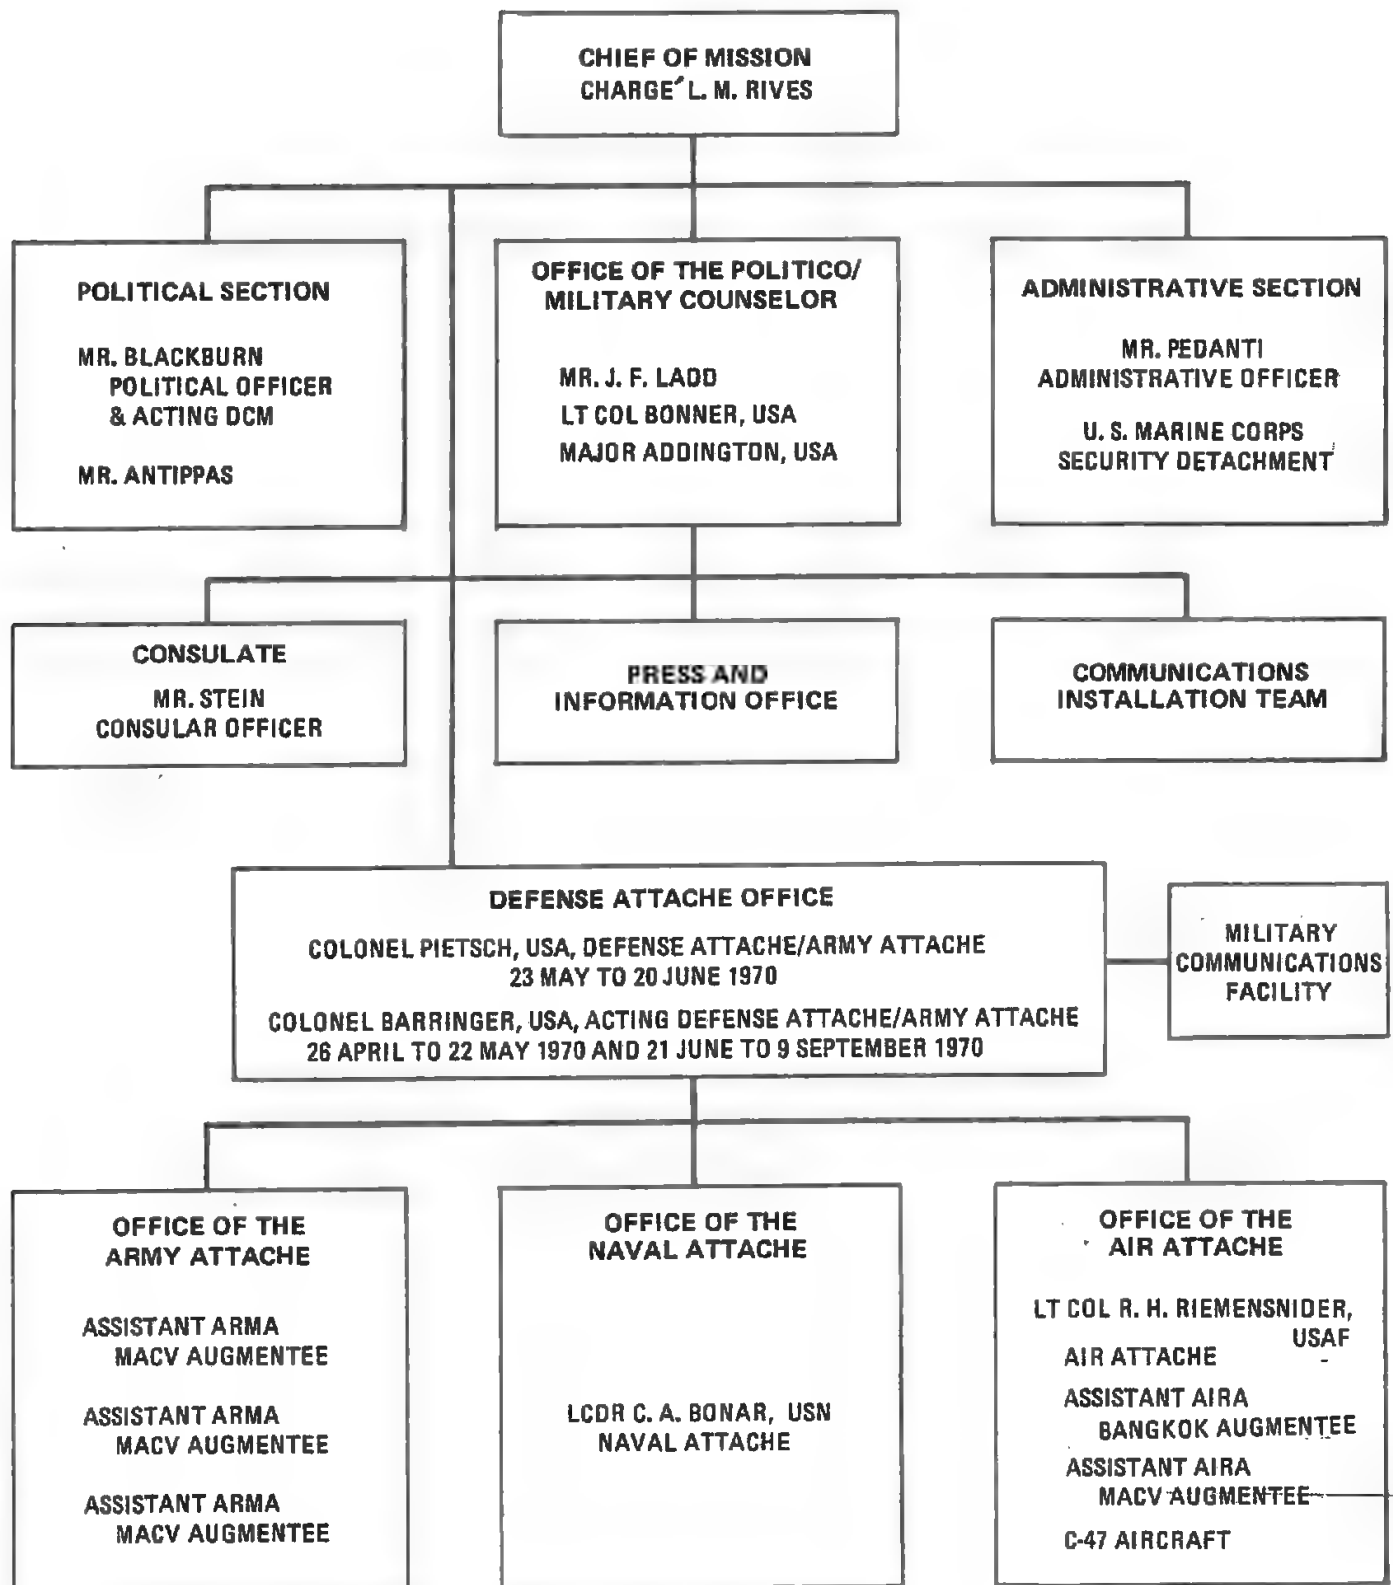 CHIEF OF MISSION
CHARGE´ L. M. RIVES
POLITICAL SECTION
MR. BLACKBURN
POLITICAL OFFICER
& ACTING DCM
MR. ANTIPPAS
OFFICE OF THE POLITICO/
MILITARY COUNSELOR
MR. J. F. LADD
LT COL BONNER, USA
MAJOR ADDINGTON, USA
ADMINISTRATIVE SECTION
MR. PEDANTI
ADMINISTRATIVE OFFICER
U. S. MARINE CORPS
SECURITY DETACHMENT
CONSULATE
MR. STEIN
CONSULAR OFFICER
PRESS AND
INFORMATION OFFICE
COMMUNICATIONS
INSTALLATION TEAM
DEFENSE ATTACHE OFFICE
COLONEL PIETSCH, USA, DEFENSE ATTACHE/ARMY ATTACHE
23 MAY TO 20 JUNE 1970
COLONEL BARRINGER, USA, ACTING DEFENSE ATTACHE/ARMY ATTACHE
26 APRIL TO 22 MAY 1970 AND 21 JUNE TO 9 SEPTEMBER 1970
MILITARY
COMMUNICATIONS
FACILITY
OFFICE OF THE
ARMY ATTACHE
ASSISTANT ARMA
MACV AUGMENTEE
ASSISTANT ARMA
MACV AUGMENTEE
ASSISTANT ARMA
MACV AUGMENTEE
OFFICE OF THE
NAVAL ATTACHE
LCDR C. A. BONAR, USN
NAVAL ATTACHE
OFFICE OF THE
AIR ATTACHE
LT COL R. H. RIEMENSNIDER,
USAF
AIR ATTACHE
ASSISTANT AIRA
BANGKOK AUGMENTEE
ASSISTANT AIRA
MACV AUGMENTEE
C-47 AIRCRAFT